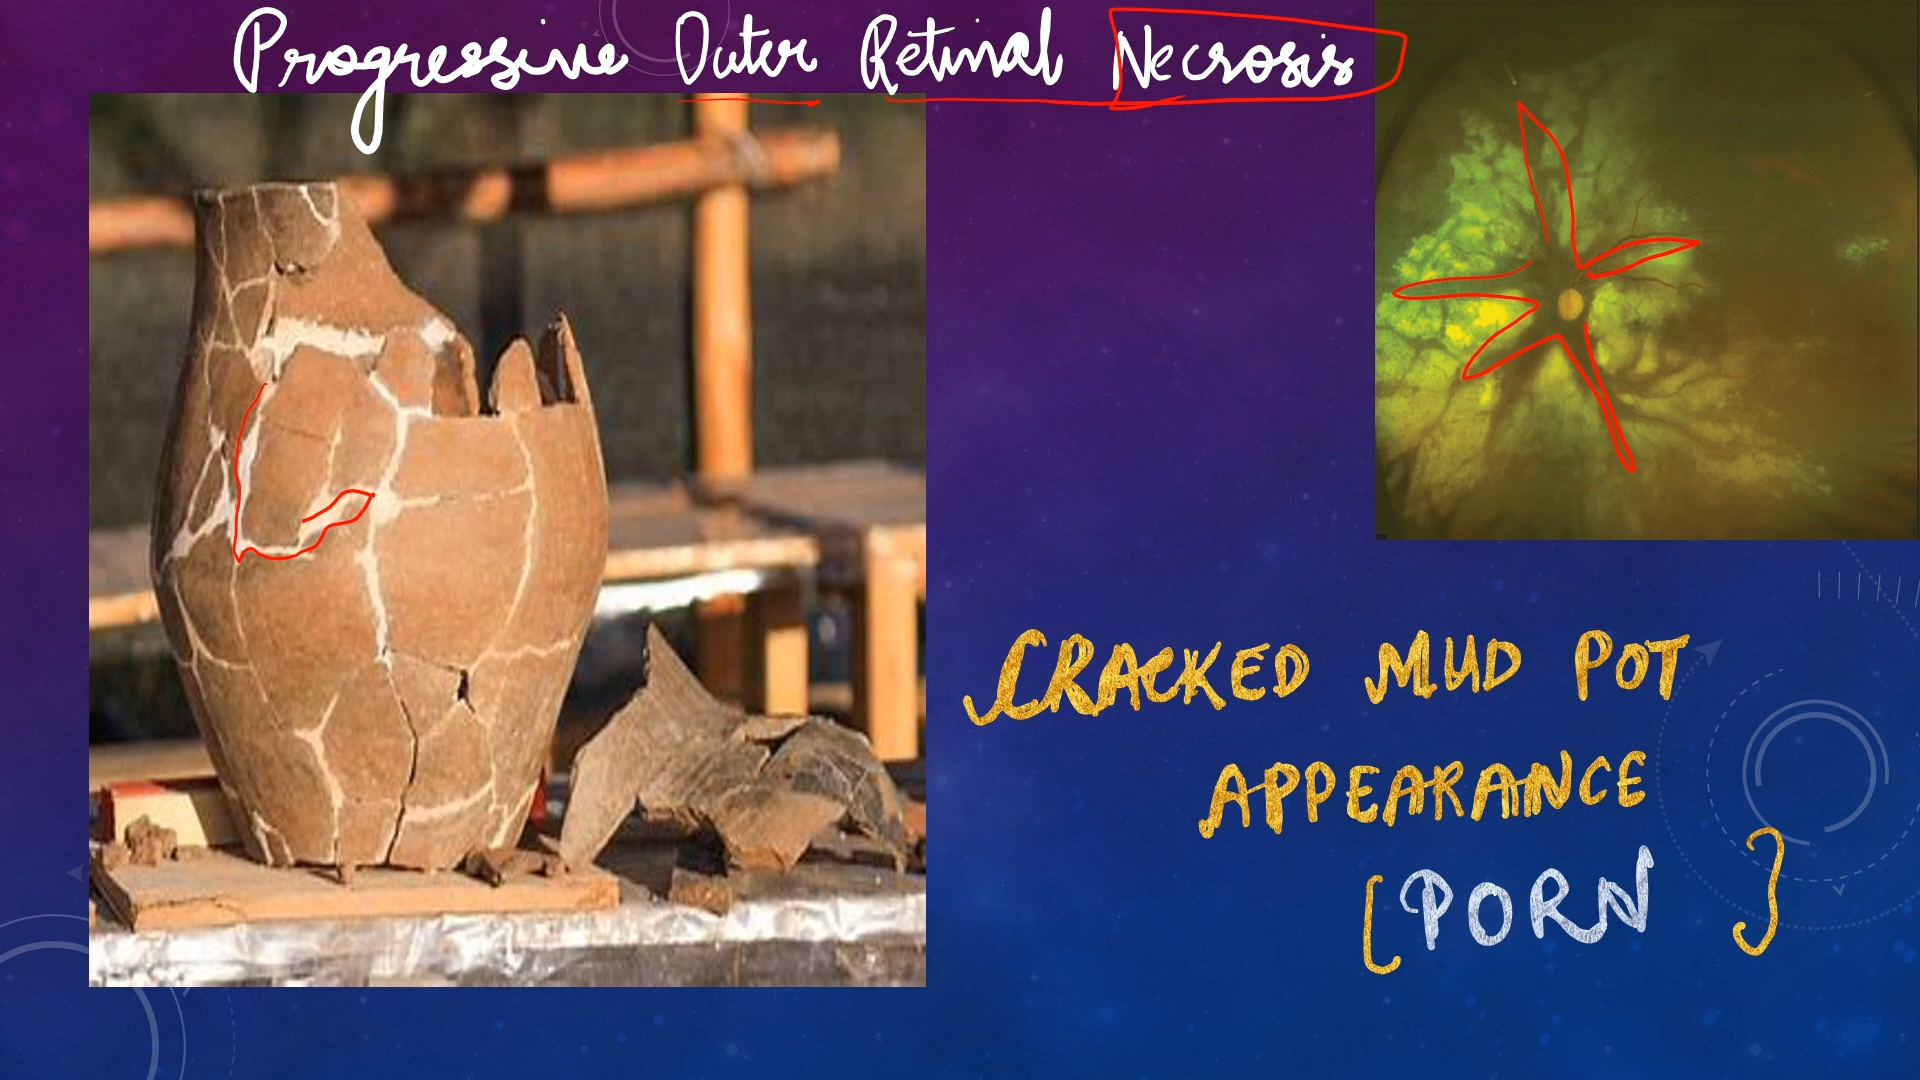 Progressive Outer Retinal Necrosis
CRACKED MUD POT
APPEARANCE
[PORN }